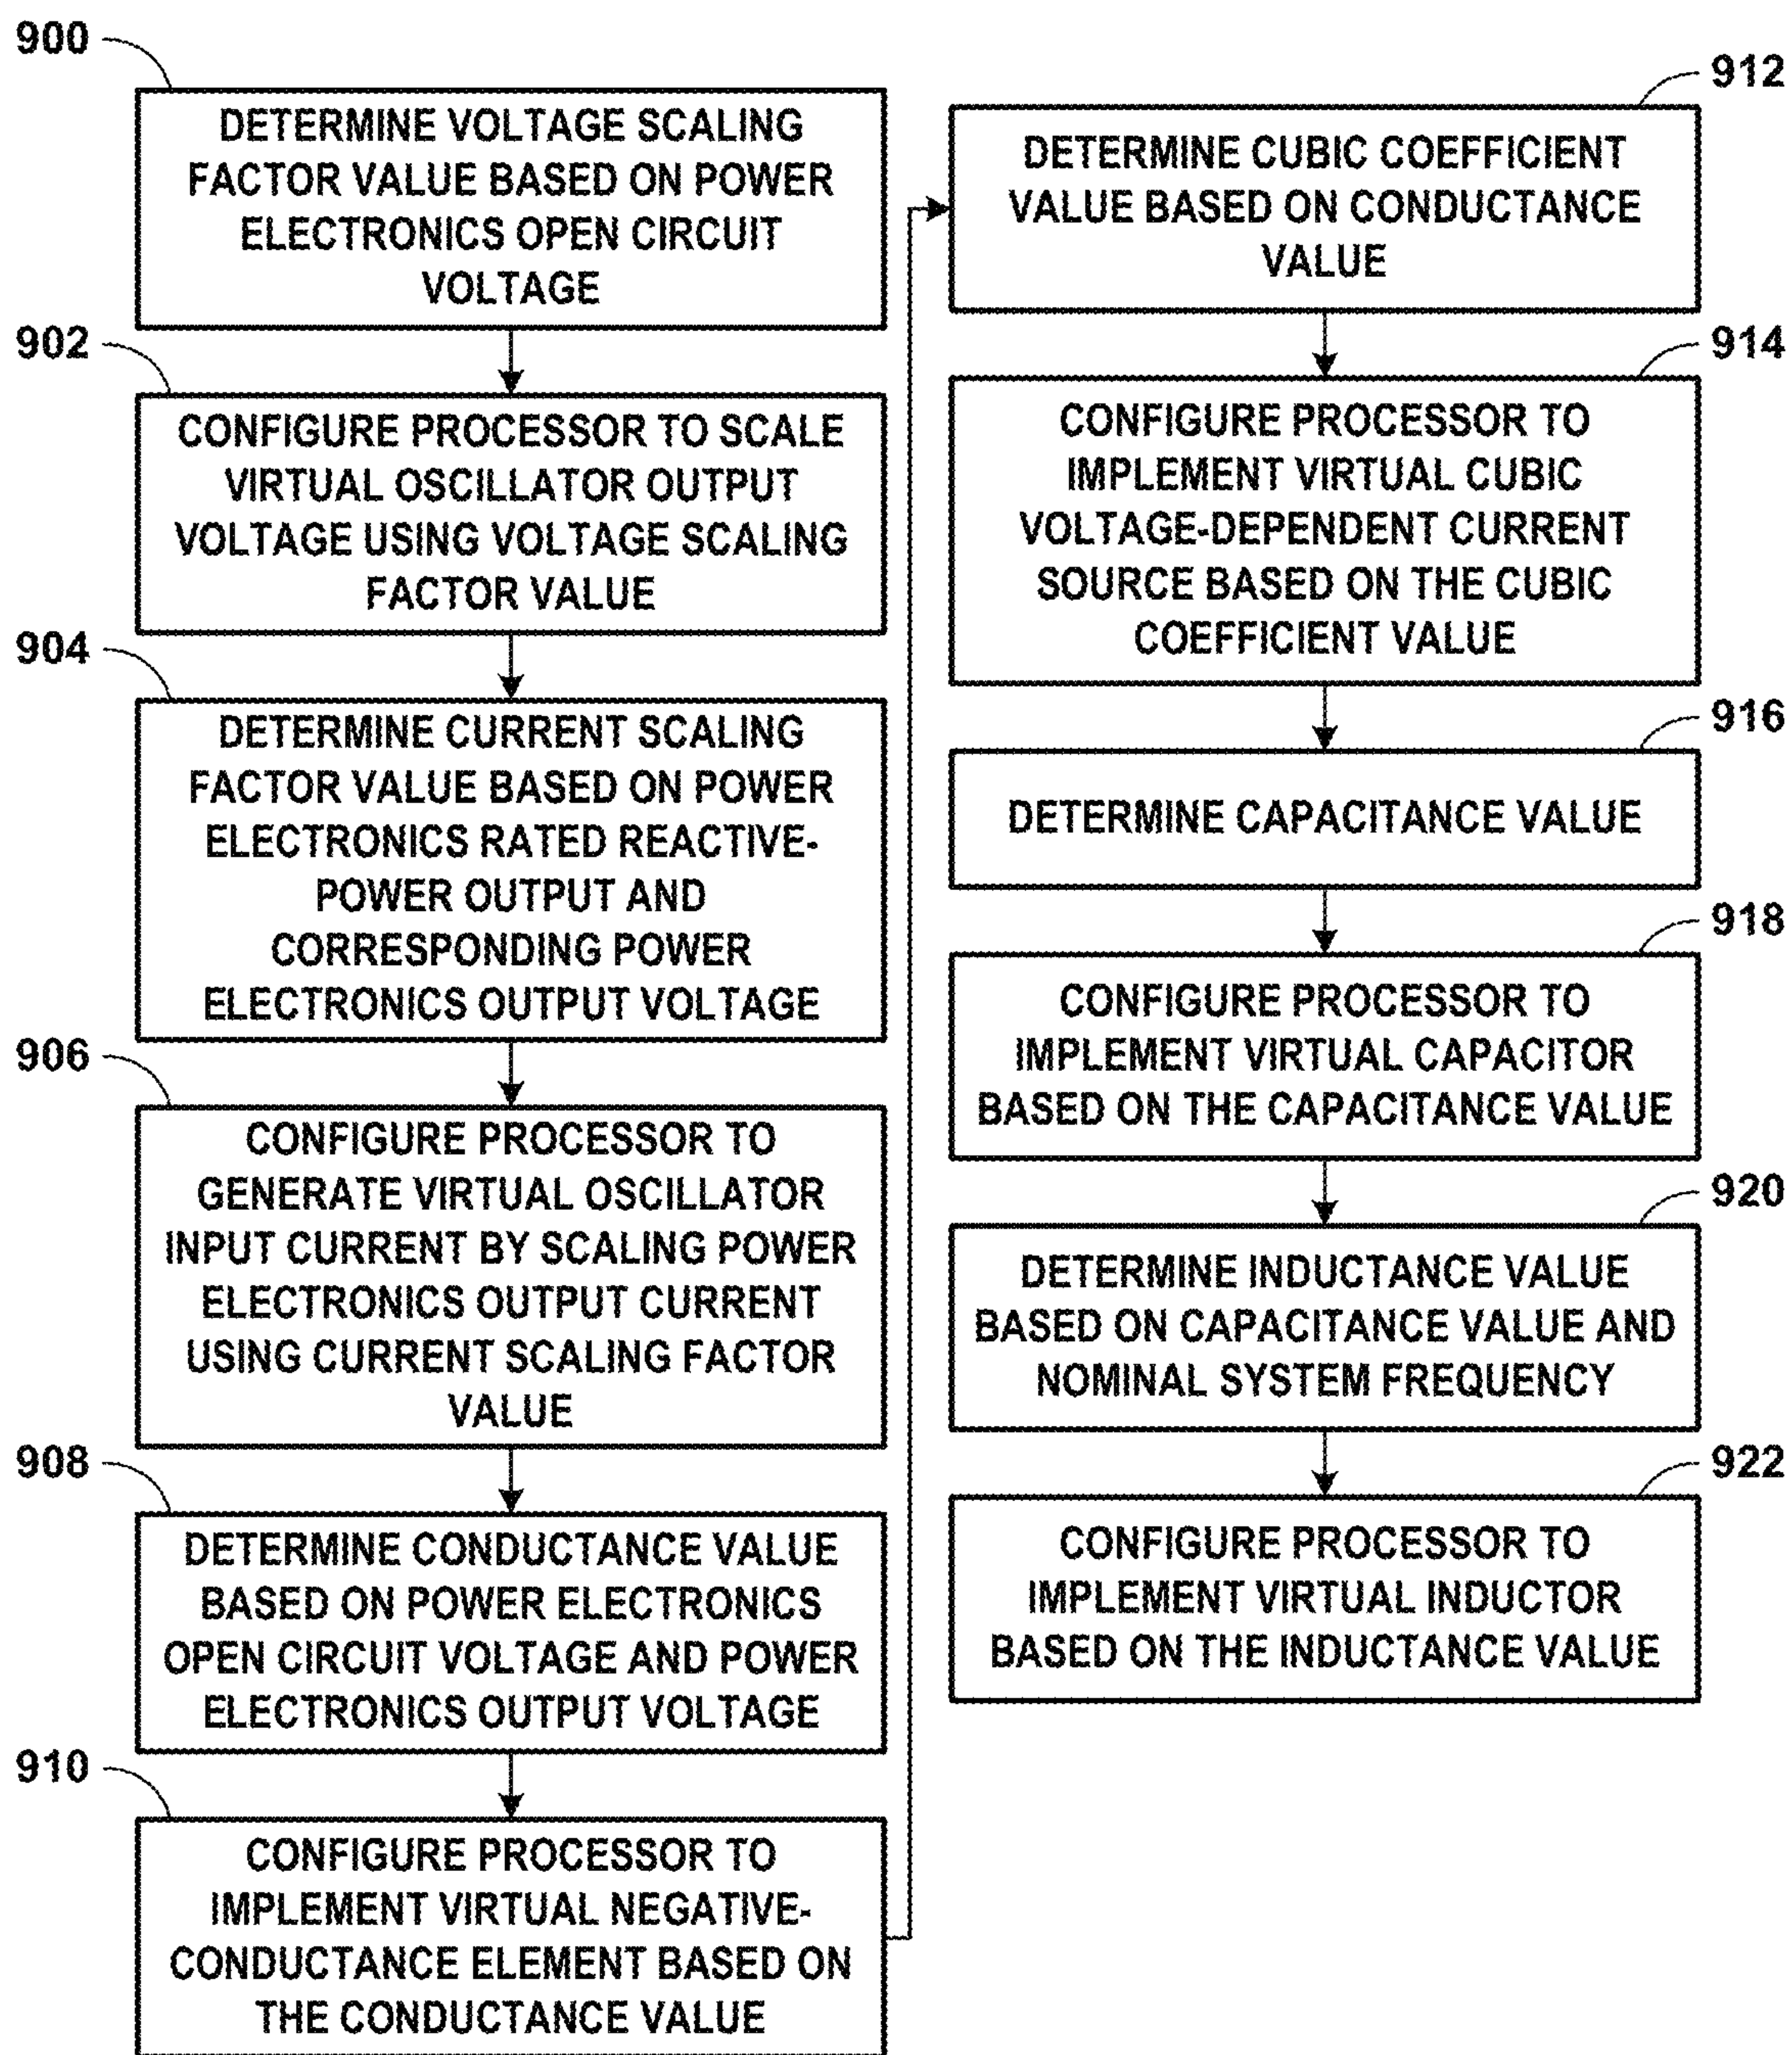 900
DETERMINE VOLTAGE SCALING
FACTOR VALUE BASED ON POWER
ELECTRONICS OPEN CIRCUIT
VOLTAGE
902
CONFIGURE PROCESSOR TO SCALE
VIRTUAL OSCILLATOR OUTPUT
VOLTAGE USING VOLTAGE SCALING
FACTOR VALUE
904
DETERMINE CURRENT SCALING
FACTOR VALUE BASED ON POWER
ELECTRONICS RATED REACTIVE-
POWER OUTPUT AND
CORRESPONDING POWER
ELECTRONICS OUTPUT VOLTAGE
906
CONFIGURE PROCESSOR TO
GENERATE VIRTUAL OSCILLATOR
INPUT CURRENT BY SCALING POWER
ELECTRONICS OUTPUT CURRENT
USING CURRENT SCALING FACTOR
VALUE
908
DETERMINE CONDUCTANCE VALUE
BASED ON POWER ELECTRONICS
OPEN CIRCUIT VOLTAGE AND POWER
ELECTRONICS OUTPUT VOLTAGE
910
CONFIGURE PROCESSOR TO
IMPLEMENT VIRTUAL NEGATIVE-
CONDUCTANCE ELEMENT BASED ON
THE CONDUCTANCE VALUE
912
DETERMINE CUBIC COEFFICIENT
VALUE BASED ON CONDUCTANCE
VALUE
914
CONFIGURE PROCESSOR TO
IMPLEMENT VIRTUAL CUBIC
VOLTAGE-DEPENDENT CURRENT
SOURCE BASED ON THE CUBIC
COEFFICIENT VALUE
916
DETERMINE CAPACITANCE VALUE
918
CONFIGURE PROCESSOR TO
IMPLEMENT VIRTUAL CAPACITOR
BASED ON THE CAPACITANCE VALUE
920
DETERMINE INDUCTANCE VALUE
BASED ON CAPACITANCE VALUE AND
NOMINAL SYSTEM FREQUENCY
922
CONFIGURE PROCESSOR TO
IMPLEMENT VIRTUAL INDUCTOR
BASED ON THE INDUCTANCE VALUE